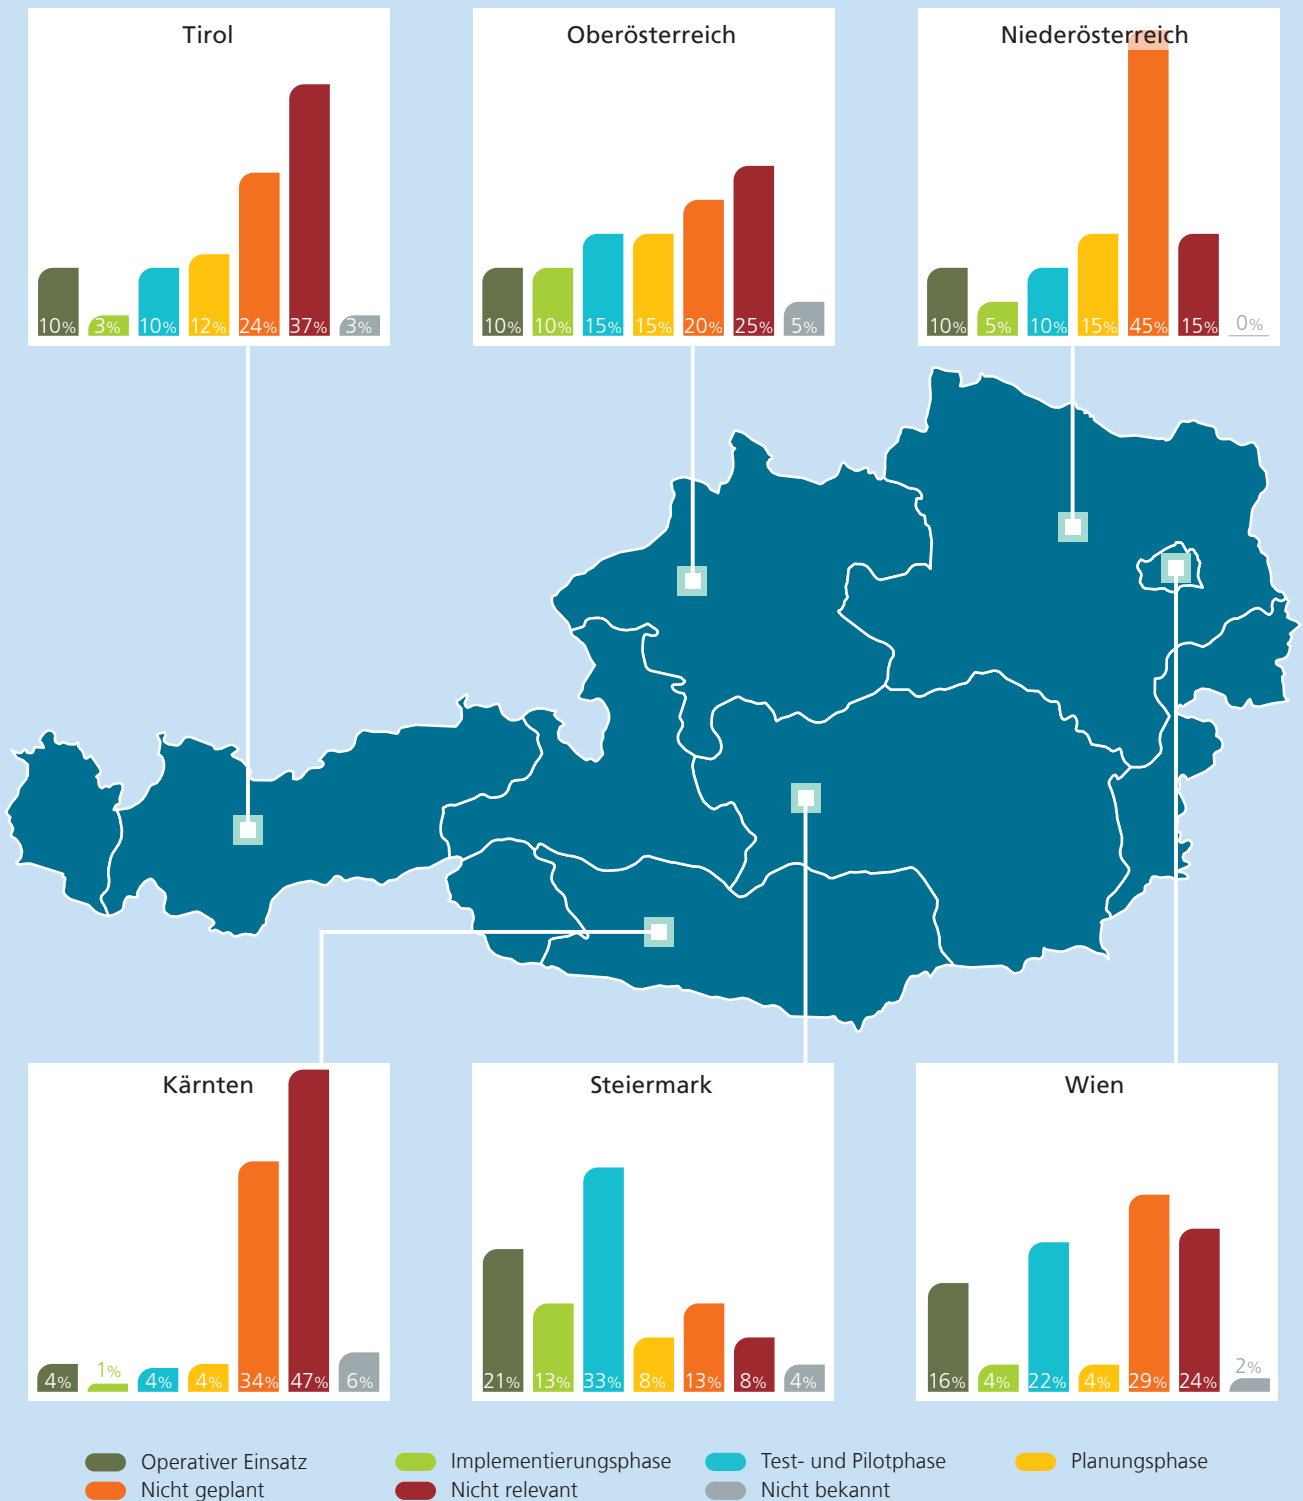 Tirol
10% 3% 10% 12% 24% 37% 3%
Oberösterreich
10% 10% 15% 15% 20% 25% 5%
Niederösterreich
10% 5% 10% 15% 45% 15% 0%
Kärnten
4% 1% 4% 4% 34% 47% 6%
Steiermark
21% 13% 33% 8% 13% 8% 4%
Wien
16% 4% 22% 4% 29% 24% 2%
Operativer Einsatz Implementierungsphase Test- und Pilotphase Planungsphase
Nicht geplant Nicht relevant Nicht bekannt